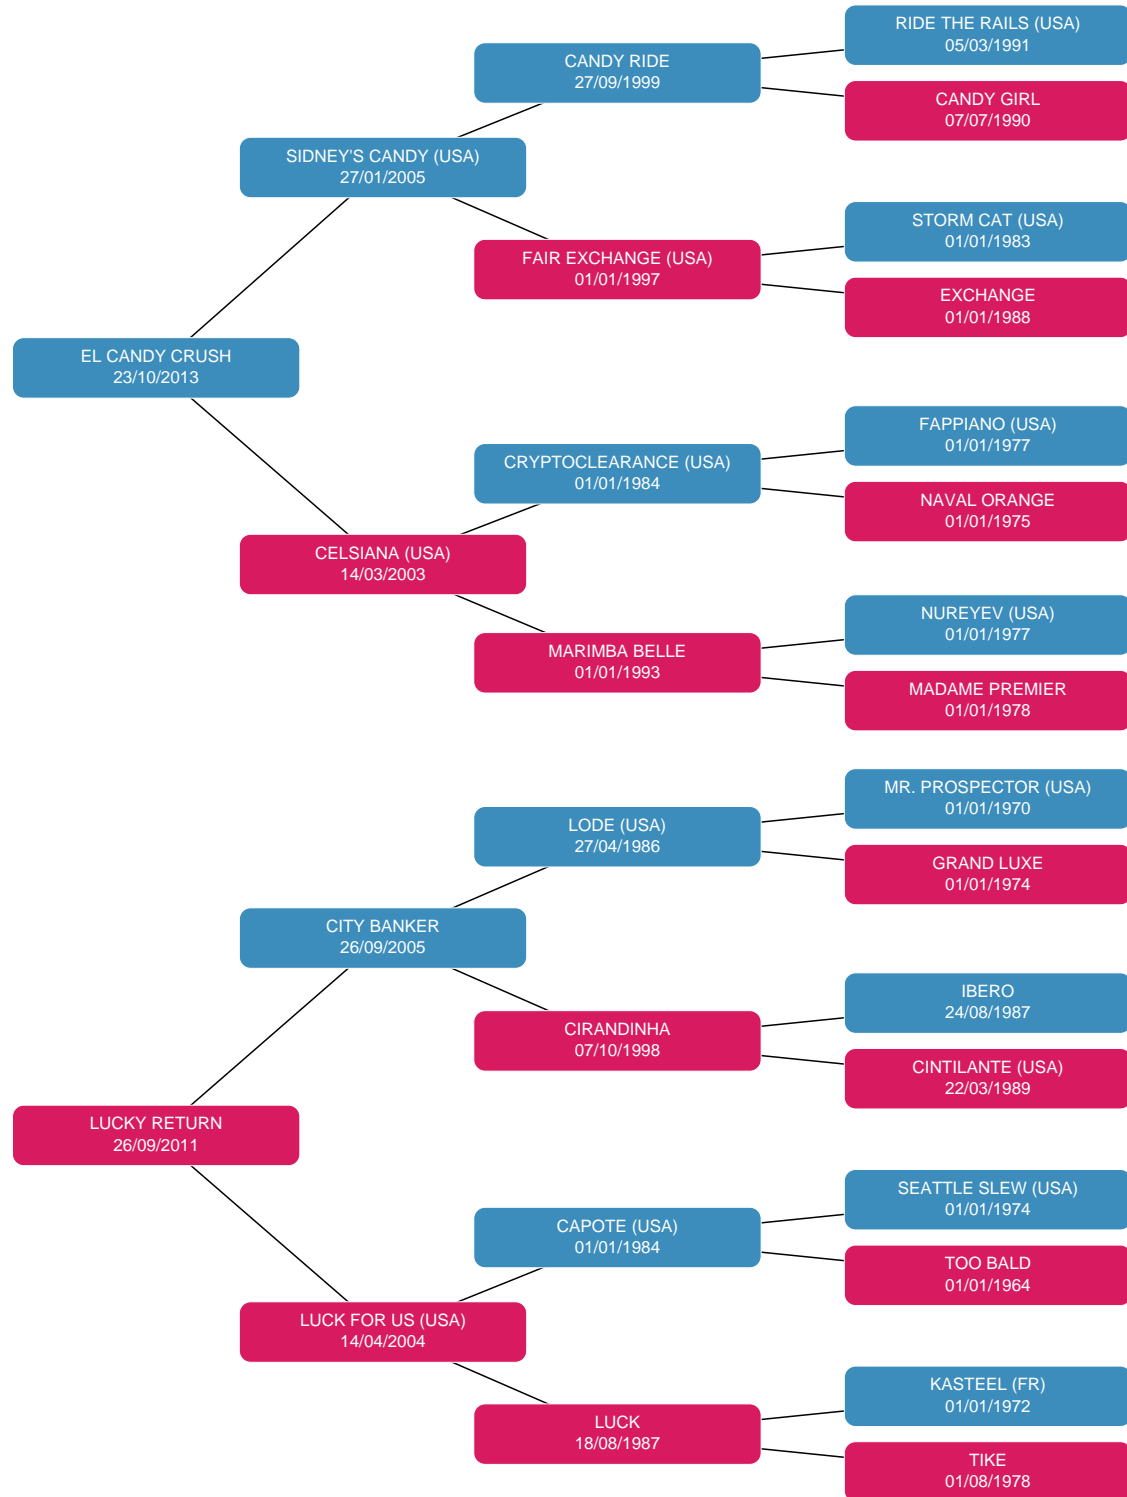 RIDE THE RAILS (USA)
05/03/1991
CANDY RIDE
27/09/1999
CANDY GIRL
07/07/1990
SIDNEY'S CANDY (USA)
27/01/2005
STORM CAT (USA)
01/01/1983
FAIR EXCHANGE (USA)
01/01/1997
EXCHANGE
01/01/1988
EL CANDY CRUSH
23/10/2013
FAPPIANO (USA)
01/01/1977
CRYPTOCLEARANCE (USA)
01/01/1984
NAVAL ORANGE
01/01/1975
CELSIANA (USA)
14/03/2003
NUREYEV (USA)
01/01/1977
MARIMBA BELLE
01/01/1993
MADAME PREMIER
01/01/1978
MR. PROSPECTOR (USA)
01/01/1970
LODE (USA)
27/04/1986
GRAND LUXE
01/01/1974
CITY BANKER
26/09/2005
IBERO
24/08/1987
CIRANDINHA
07/10/1998
CINTILANTE (USA)
22/03/1989
LUCKY RETURN
26/09/2011
SEATTLE SLEW (USA)
01/01/1974
CAPOTE (USA)
01/01/1984
TOO BALD
01/01/1964
LUCK FOR US (USA)
14/04/2004
KASTEEL (FR)
01/01/1972
LUCK
18/08/1987
TIKE
01/08/1978